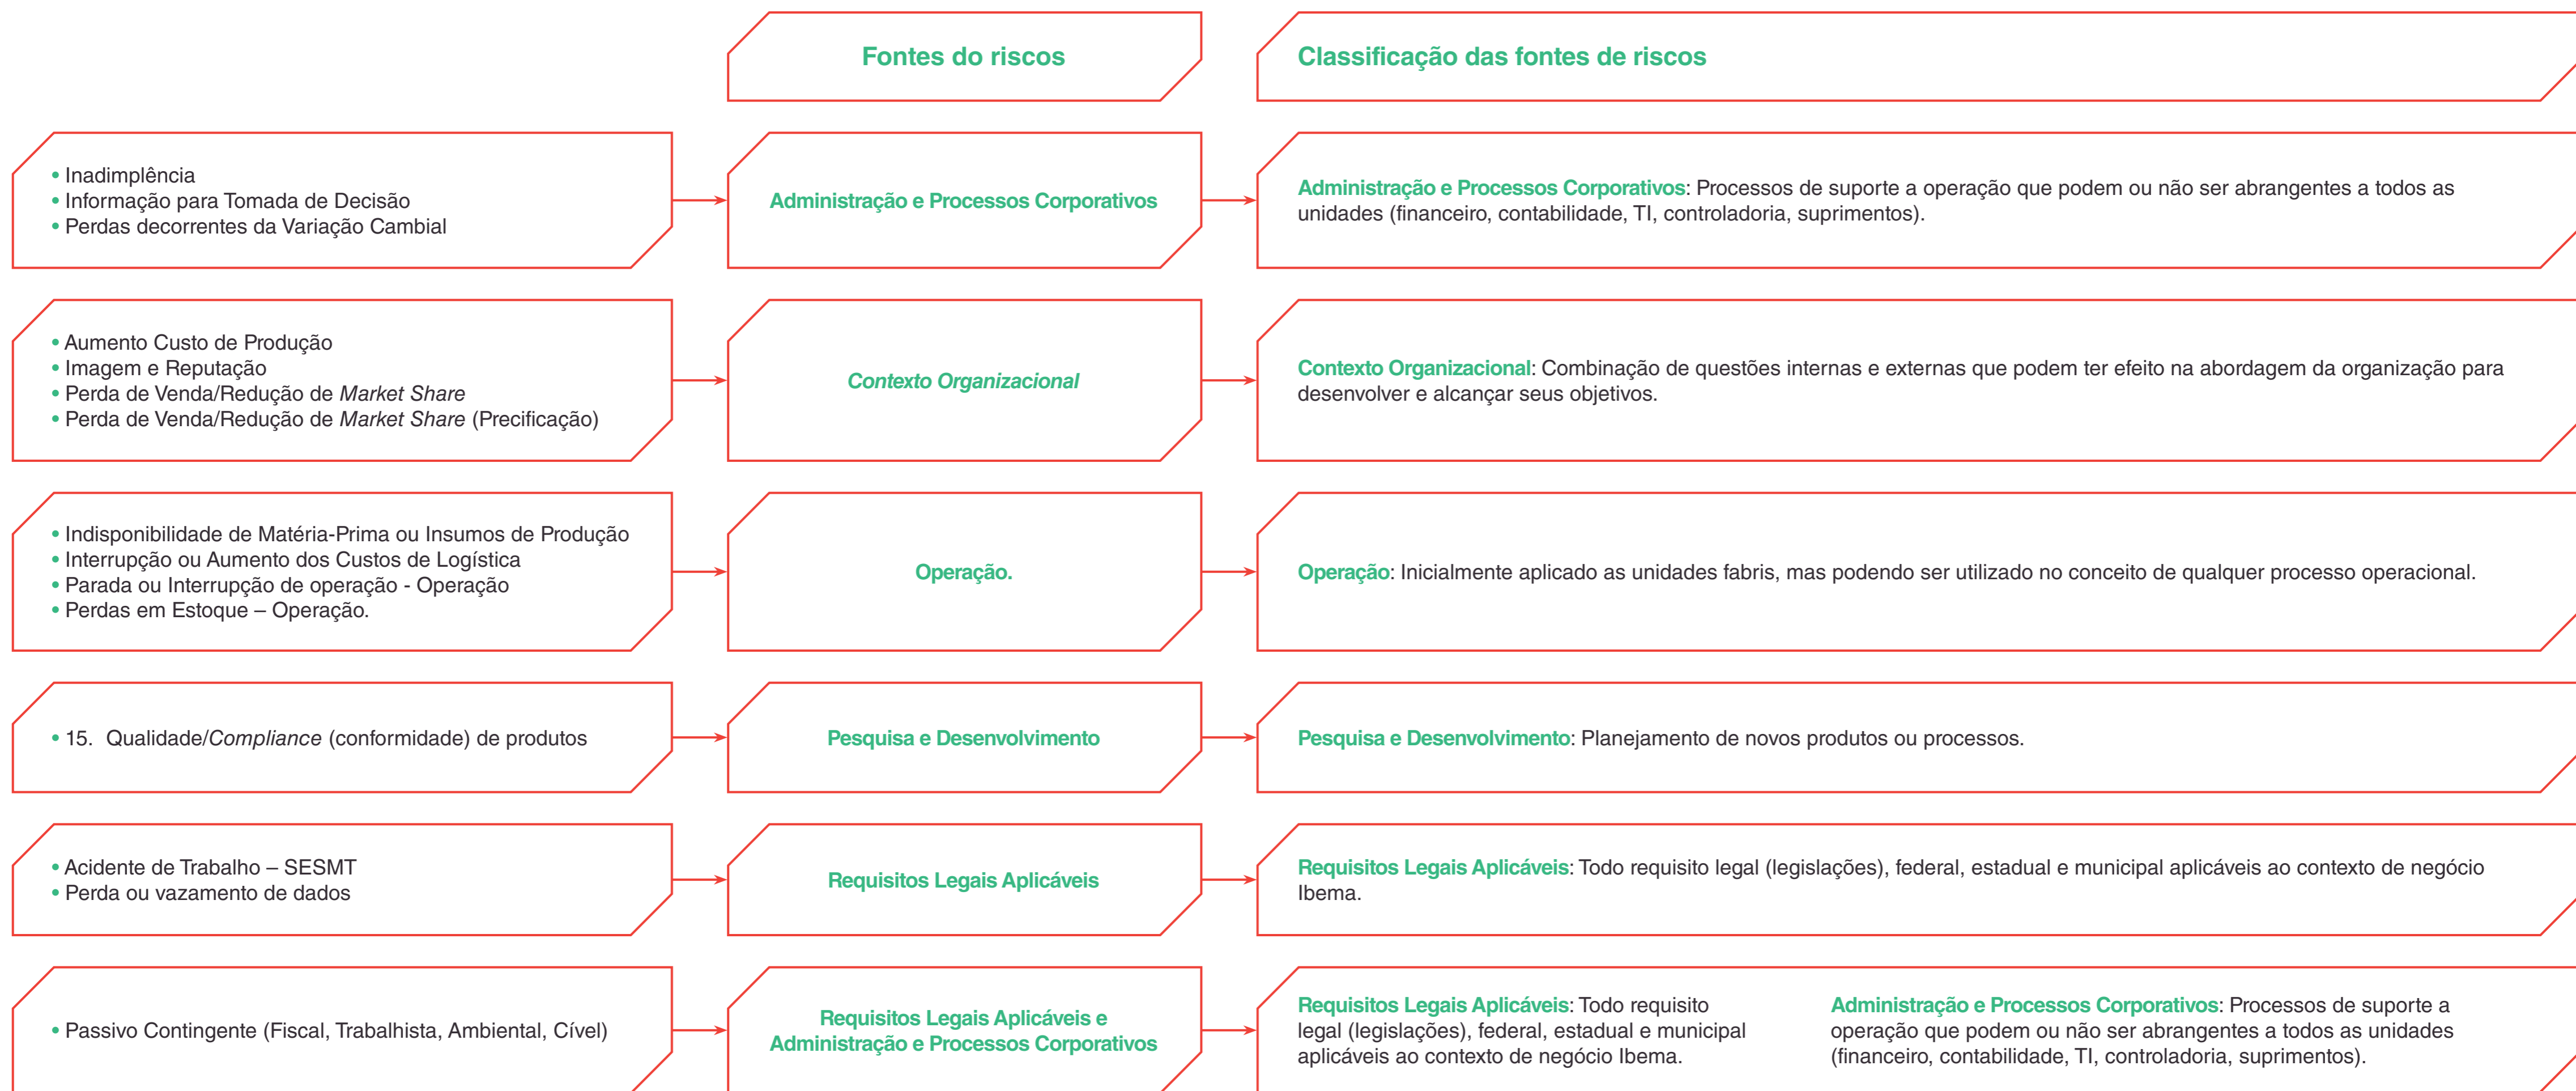 Fontes do riscos
Classificação das fontes de riscos
• Inadimplência
• Informação para Tomada de Decisão
• Perdas decorrentes da Variação Cambial
Administração e Processos Corporativos
Administração e Processos Corporativos: Processos de suporte a operação que podem ou não ser abrangentes a todos as
unidades (financeiro, contabilidade, TI, controladoria, suprimentos).
• Aumento Custo de Produção
• Imagem e Reputação
• Perda de Venda/Redução de Market Share
• Perda de Venda/Redução de Market Share (Precificação)
Contexto Organizacional
Contexto Organizacional: Combinação de questões internas e externas que podem ter efeito na abordagem da organização para
desenvolver e alcançar seus objetivos.
• Indisponibilidade de Matéria-Prima ou Insumos de Produção
• Interrupção ou Aumento dos Custos de Logística
• Parada ou Interrupção de operação - Operação
• Perdas em Estoque – Operação.
Operação.
Operação: Inicialmente aplicado as unidades fabris, mas podendo ser utilizado no conceito de qualquer processo operacional.
• 15. Qualidade/Compliance (conformidade) de produtos
Pesquisa e Desenvolvimento
Pesquisa e Desenvolvimento: Planejamento de novos produtos ou processos.
• Acidente de Trabalho – SESMT
• Perda ou vazamento de dados
Requisitos Legais Aplicáveis
Requisitos Legais Aplicáveis: Todo requisito legal (legislações), federal, estadual e municipal aplicáveis ao contexto de negócio
Ibema.
• Passivo Contingente (Fiscal, Trabalhista, Ambiental, Cível)
Requisitos Legais Aplicáveis e
Administração e Processos Corporativos
Requisitos Legais Aplicáveis: Todo requisito
legal (legislações), federal, estadual e municipal
aplicáveis ao contexto de negócio Ibema.
Administração e Processos Corporativos: Processos de suporte a
operação que podem ou não ser abrangentes a todos as unidades
(financeiro, contabilidade, TI, controladoria, suprimentos).